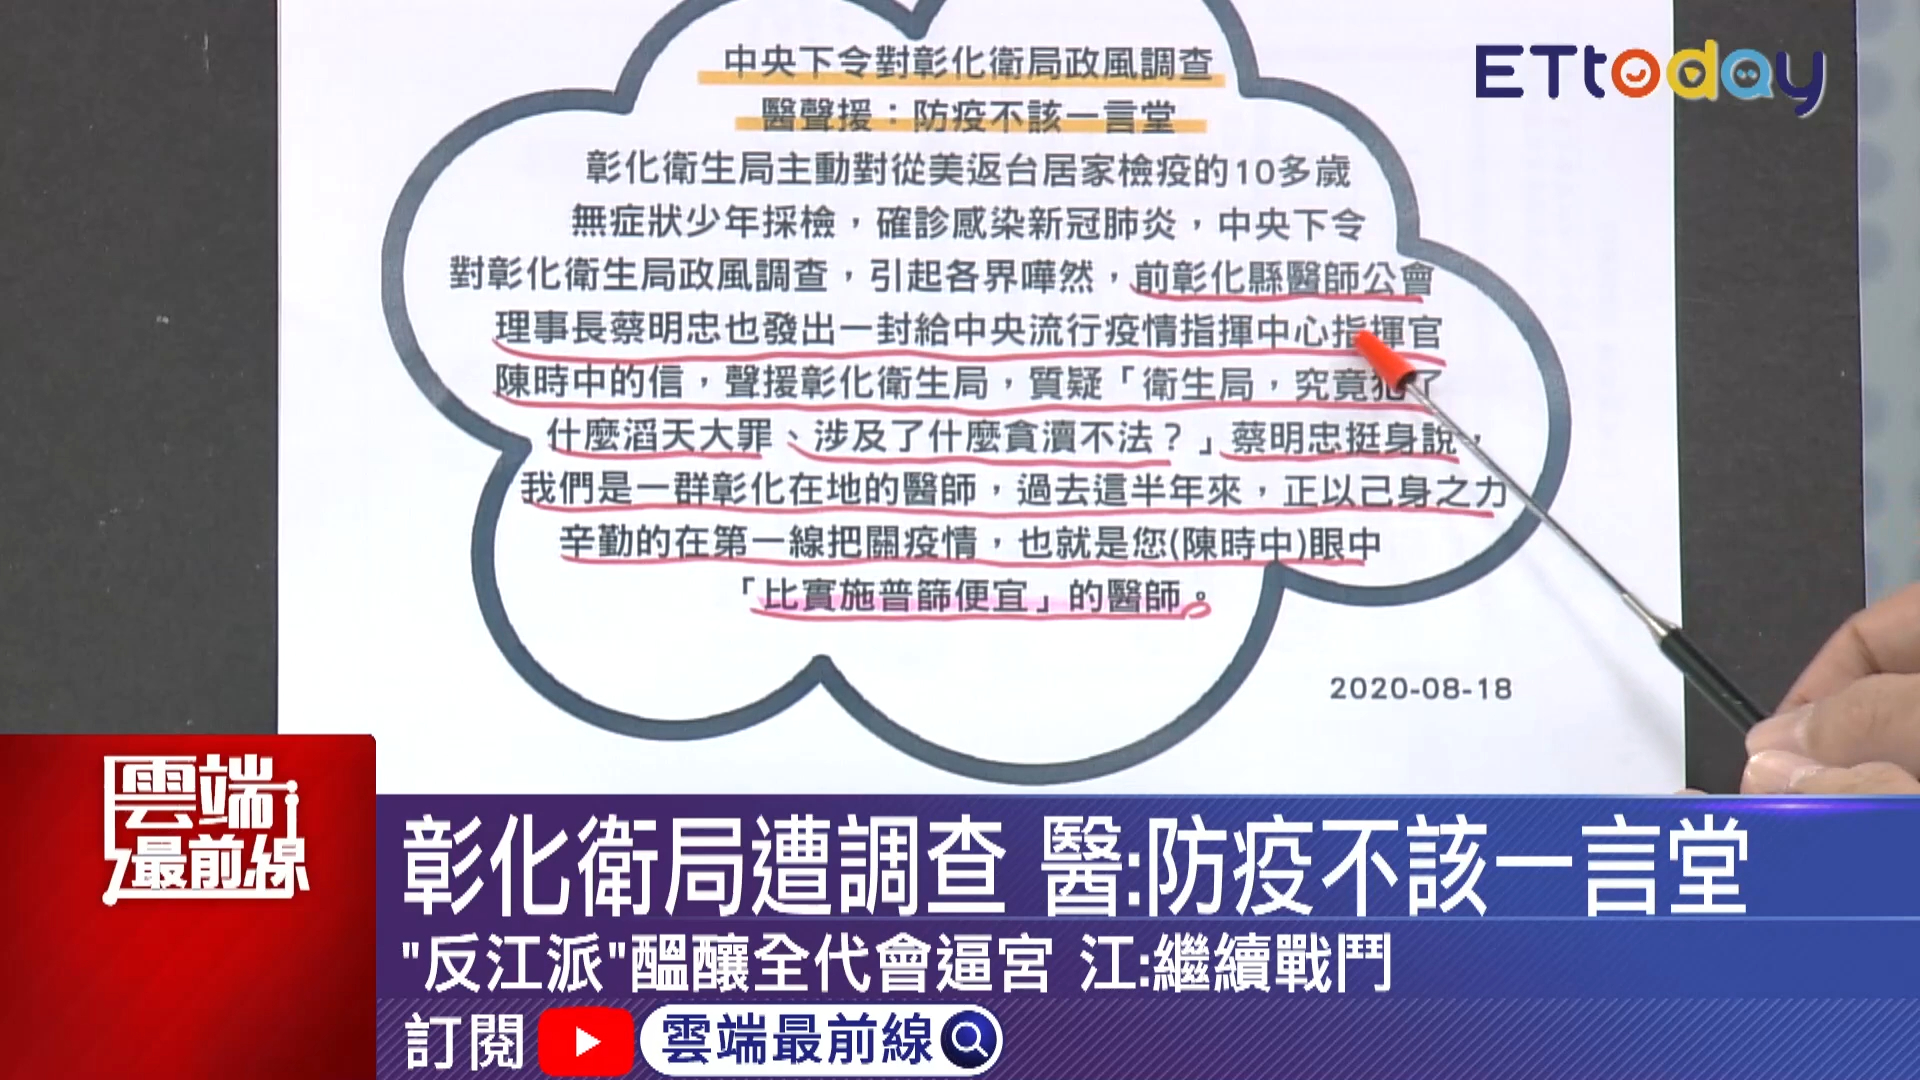 中央下令對彰化衛局政風調查
ETtoday
醫聲援：防疫不該一言堂
彰化衛生局主動對從美返台居家檢疫的10多歲
無症狀少年採檢，確診感染新冠肺炎，中央下令
對彰化衛生局政風調查，引起各界嘩然，前彰化縣醫師公會
理事長蔡明忠也發出一封給中央流行疫情指揮中心指揮官
陳時中的信，聲援彰化衛生局，質疑「衛生局，究竟犯了
什麼滔天大罪、涉及了什麼貪瀆不法？」蔡明忠挺身說，
我們是一群彰化在地的醫師，過去這半年來，正以己身之力
辛勤的在第一線把關疫情，也就是您(陳時中)眼中
「比實施普篩便宜」的醫師。
2020-08-18
雲端
最前線
彰化衛局遭調查 醫:防疫不該一言堂
"反江派"醞釀全代會逼宮 江:繼續戰鬥
訂閱 雲端最前線